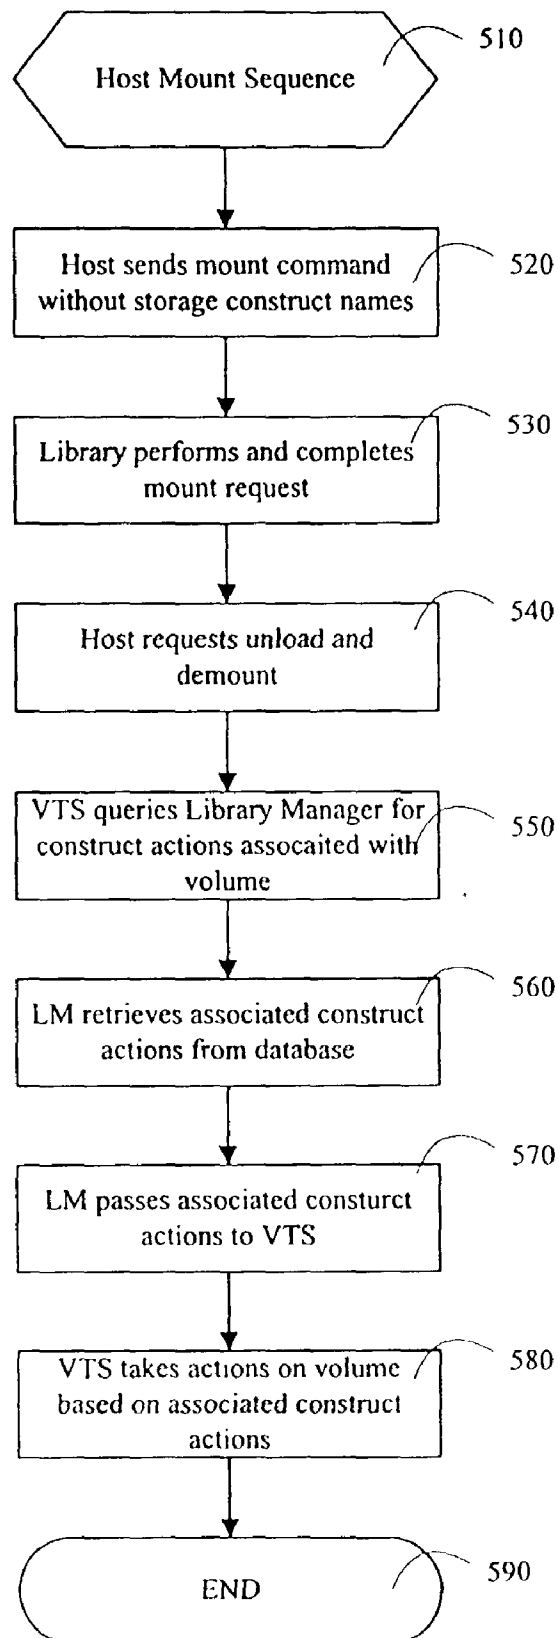 Host Mount Sequence
510
Host sends mount command
without storage construct names
520
Library performs and completes
mount request
530
Host requests unload and
demount
540
VTS queries Library Manager for
construct actions assocaited with
volume
550
LM retrieves associated construct
actions from database
560
LM passes associated consturct
actions to VTS
570
VTS takes actions on volume
based on associated construct
actions
580
END
590